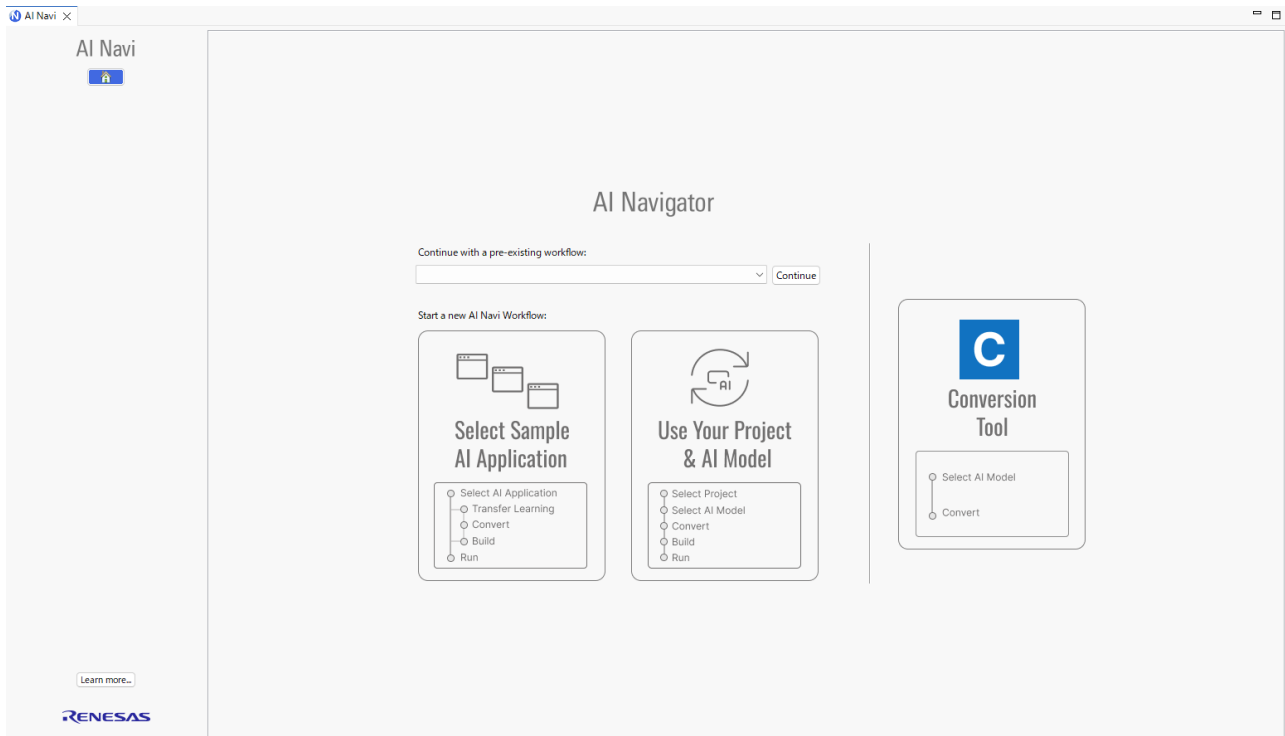 AI Navi
AI Navi
AI Navigator
Continue with a pre-existing workflow:
Continue
Start a new AI Navi Workflow:
Select Sample
AI Application
Select AI Application
Transfer Learning
Convert
Build
Run
AI
Use Your Project
& AI Model
Select Project
Select AI Model
Convert
Build
Run
C
Conversion
Tool
Select AI Model
Convert
Learn more...
RENESAS